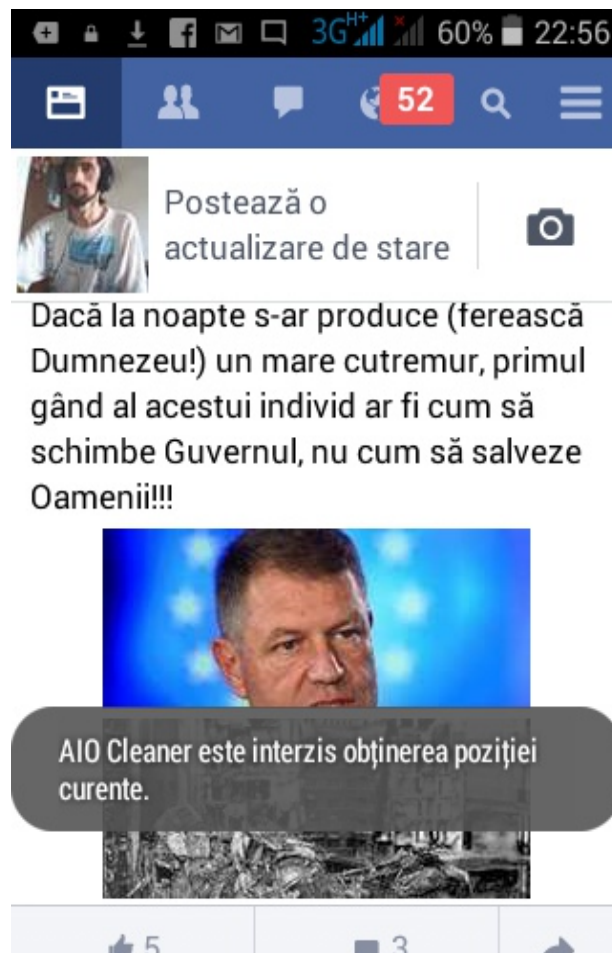 3G H+ 60% 22:56
52
Postează o
actualizare de stare
Dacă la noapte s-ar produce (ferească
Dumnezeu!) un mare cutremur, primul
gând al acestui individ ar fi cum să
schimbe Guvernul, nu cum să salveze
Oamenii!!!
AIO Cleaner este interzis obținerea poziției
curente.
5 3